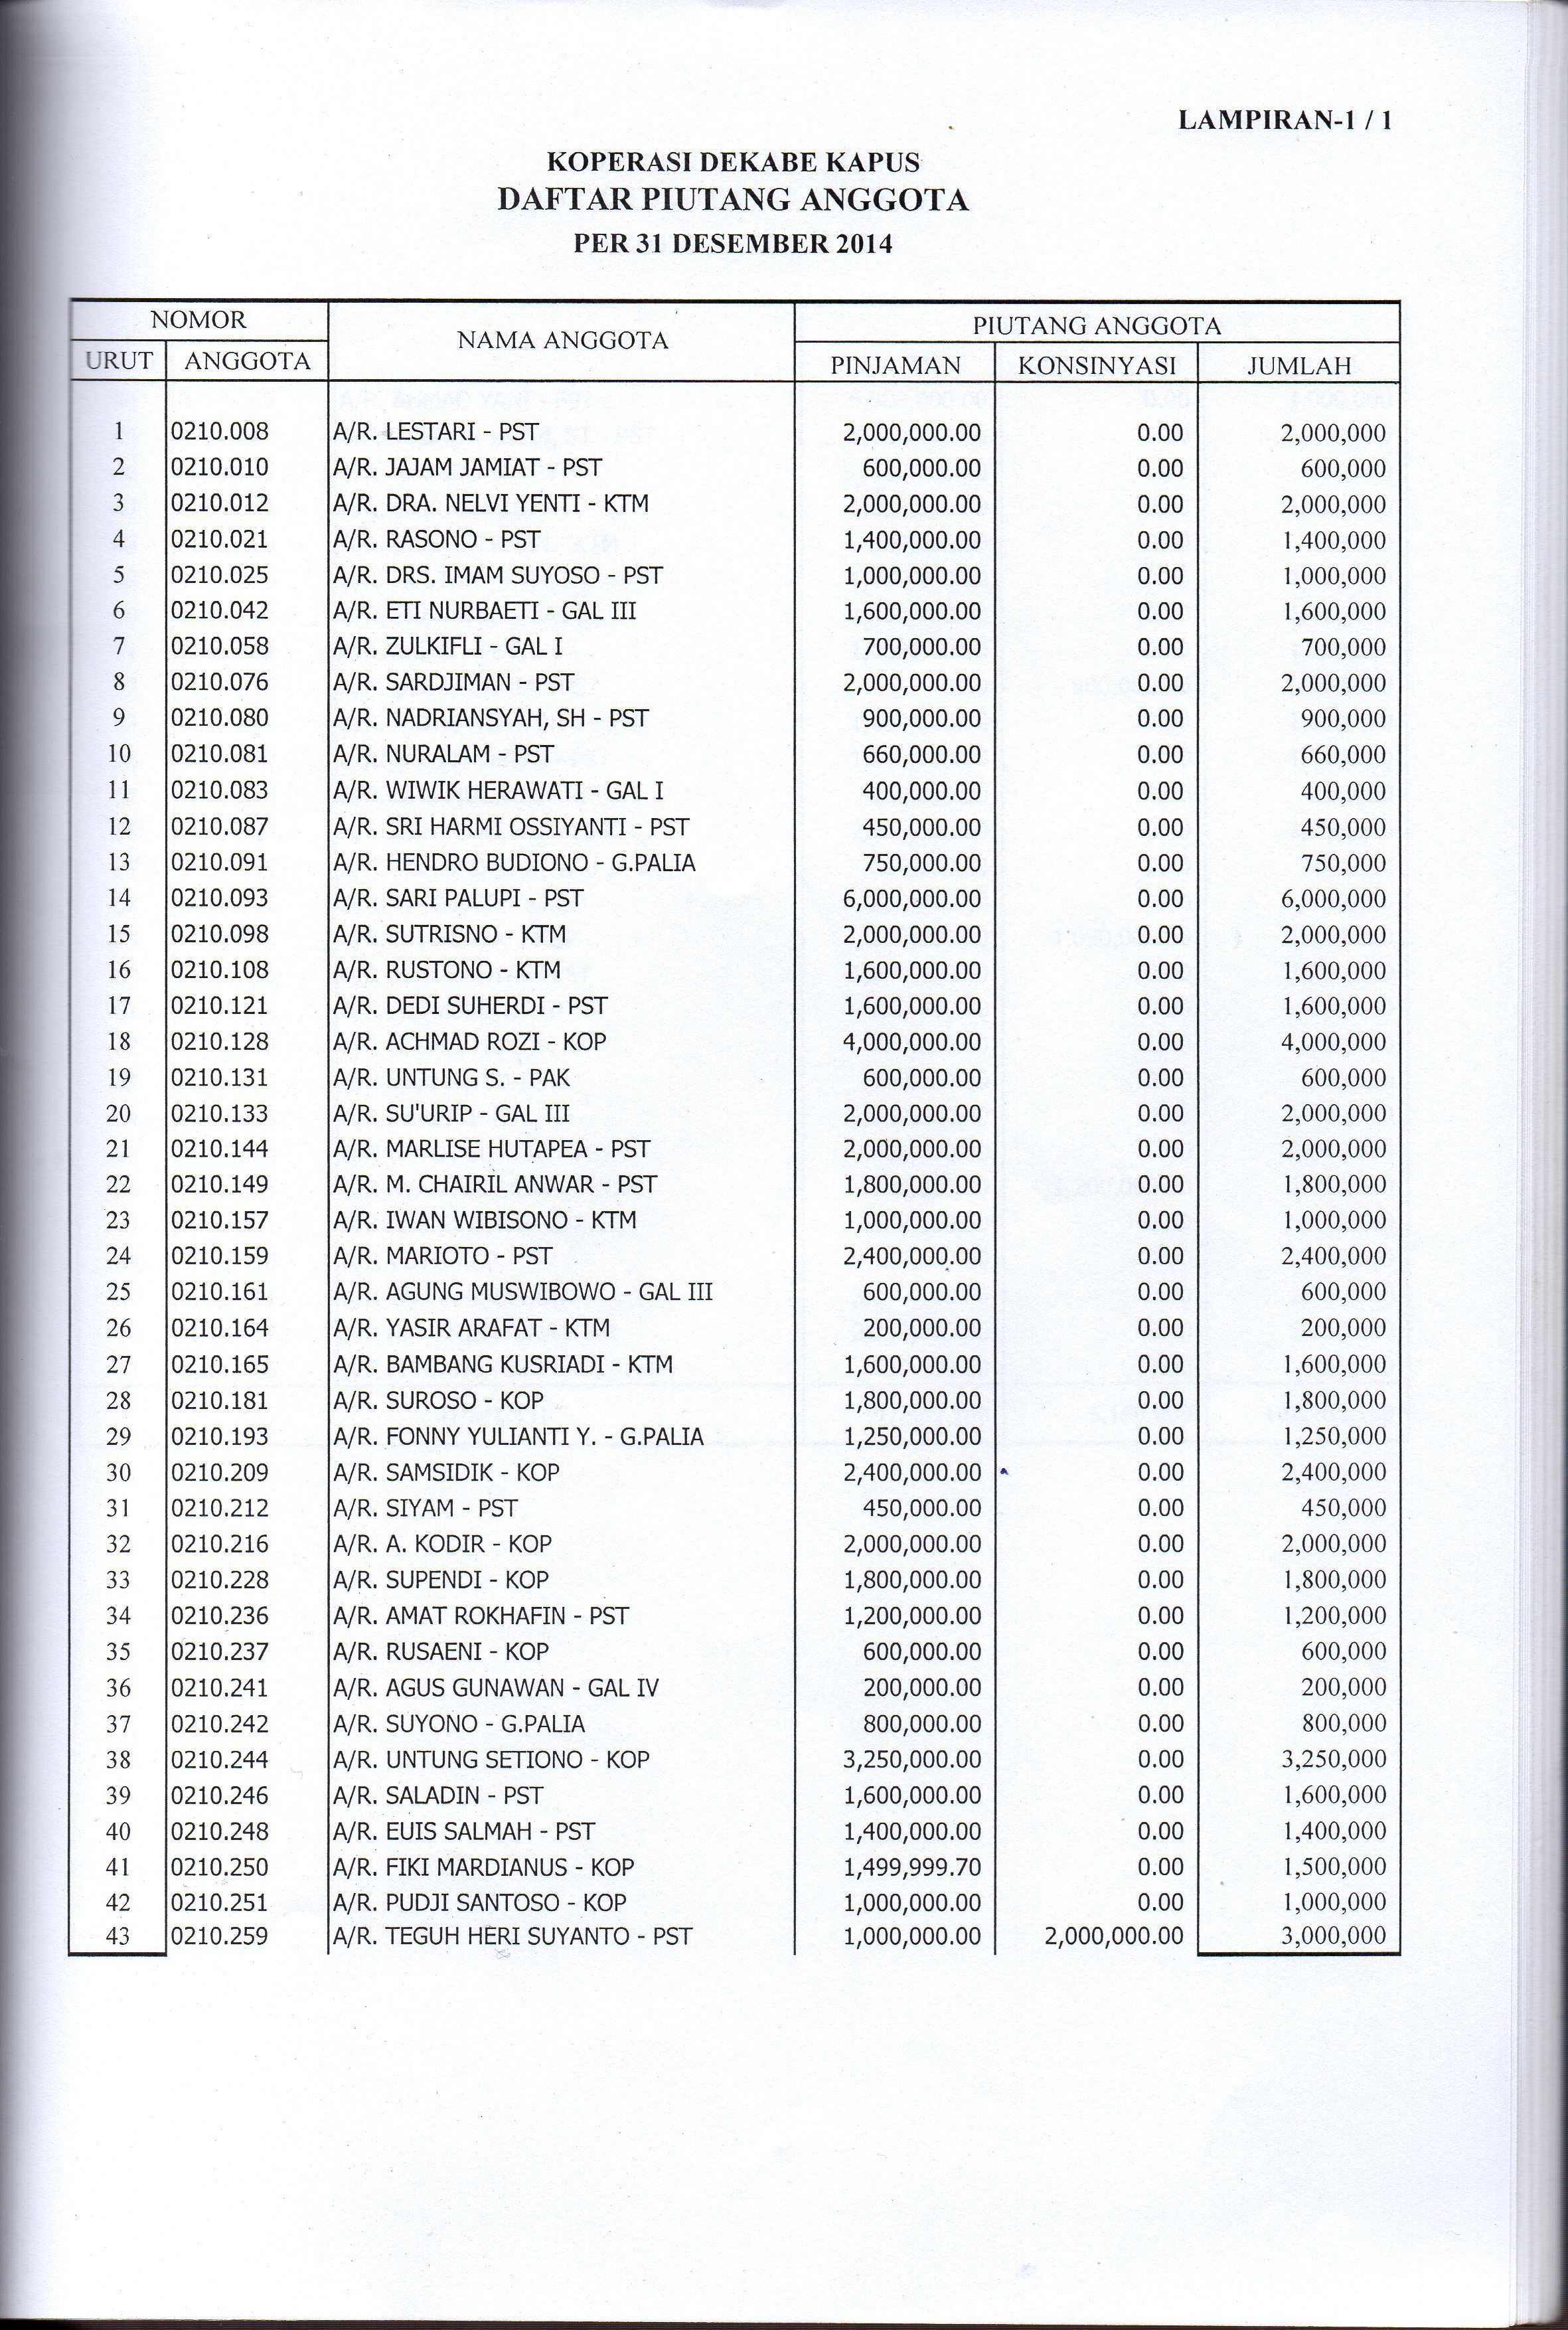 LAMPIRAN-1 / 1
KOPERASI DEKABE KAPUS
DAFTAR PIUTANG ANGGOTA
PER 31 DESEMBER 2014
NOMOR NAMA ANGGOTA PIUTANG ANGGOTA
URUT ANGGOTA PINJAMAN KONSINYASI JUMLAH
1 0210.008 A/R. LESTARI - PST 2,000,000.00 0.00 2,000,000
2 0210.010 A/R. JAJAM JAMIAT - PST 600,000.00 0.00 600,000
3 0210.012 A/R. DRA. NELVI YENTI - KTM 2,000,000.00 0.00 2,000,000
4 0210.021 A/R. RASONO - PST 1,400,000.00 0.00 1,400,000
5 0210.025 A/R. DRS. IMAM SUYOSO - PST 1,000,000.00 0.00 1,000,000
6 0210.042 A/R. ETI NURBAETI - GAL III 1,600,000.00 0.00 1,600,000
7 0210.058 A/R. ZULKIFLI - GAL I 700,000.00 0.00 700,000
8 0210.076 A/R. SARDJIMAN - PST 2,000,000.00 0.00 2,000,000
9 0210.080 A/R. NADRIANSYAH, SH - PST 900,000.00 0.00 900,000
10 0210.081 A/R. NURALAM - PST 660,000.00 0.00 660,000
11 0210.083 A/R. WIWIK HERAWATI - GAL I 400,000.00 0.00 400,000
12 0210.087 A/R. SRI HARMI OSSIYANTI - PST 450,000.00 0.00 450,000
13 0210.091 A/R. HENDRO BUDIONO - G.PALIA 750,000.00 0.00 750,000
14 0210.093 A/R. SARI PALUPI - PST 6,000,000.00 0.00 6,000,000
15 0210.098 A/R. SUTRISNO - KTM 2,000,000.00 0.00 2,000,000
16 0210.108 A/R. RUSTONO - KTM 1,600,000.00 0.00 1,600,000
17 0210.121 A/R. DEDI SUHERDI - PST 1,600,000.00 0.00 1,600,000
18 0210.128 A/R. ACHMAD ROZI - KOP 4,000,000.00 0.00 4,000,000
19 0210.131 A/R. UNTUNG S. - PAK 600,000.00 0.00 600,000
20 0210.133 A/R. SU'URIP - GAL III 2,000,000.00 0.00 2,000,000
21 0210.144 A/R. MARLISE HUTAPEA - PST 2,000,000.00 0.00 2,000,000
22 0210.149 A/R. M. CHAIRIL ANWAR - PST 1,800,000.00 0.00 1,800,000
23 0210.157 A/R. IWAN WIBISONO - KTM 1,000,000.00 0.00 1,000,000
24 0210.159 A/R. MARIOTO - PST 2,400,000.00 0.00 2,400,000
25 0210.161 A/R. AGUNG MUSWIBOWO - GAL III 600,000.00 0.00 600,000
26 0210.164 A/R. YASIR ARAFAT - KTM 200,000.00 0.00 200,000
27 0210.165 A/R. BAMBANG KUSRIADI - KTM 1,600,000.00 0.00 1,600,000
28 0210.181 A/R. SUROSO - KOP 1,800,000.00 0.00 1,800,000
29 0210.193 A/R. FONNY YULIANTI Y. - G.PALIA 1,250,000.00 0.00 1,250,000
30 0210.209 A/R. SAMSIDIK - KOP 2,400,000.00 0.00 2,400,000
31 0210.212 A/R. SIYAM - PST 450,000.00 0.00 450,000
32 0210.216 A/R. A. KODIR - KOP 2,000,000.00 0.00 2,000,000
33 0210.228 A/R. SUPENDI - KOP 1,800,000.00 0.00 1,800,000
34 0210.236 A/R. AMAT ROKHAFIN - PST 1,200,000.00 0.00 1,200,000
35 0210.237 A/R. RUSAENI - KOP 600,000.00 0.00 600,000
36 0210.241 A/R. AGUS GUNAWAN - GAL IV 200,000.00 0.00 200,000
37 0210.242 A/R. SUYONO - G.PALIA 800,000.00 0.00 800,000
38 0210.244 A/R. UNTUNG SETIONO - KOP 3,250,000.00 0.00 3,250,000
39 0210.246 A/R. SALADIN - PST 1,600,000.00 0.00 1,600,000
40 0210.248 A/R. EUIS SALMAH - PST 1,400,000.00 0.00 1,400,000
41 0210.250 A/R. FIKI MARDIANUS - KOP 1,499,999.70 0.00 1,500,000
42 0210.251 A/R. PUDJI SANTOSO - KOP 1,000,000.00 0.00 1,000,000
43 0210.259 A/R. TEGUH HERI SUYANTO - PST 1,000,000.00 2,000,000.00 3,000,000